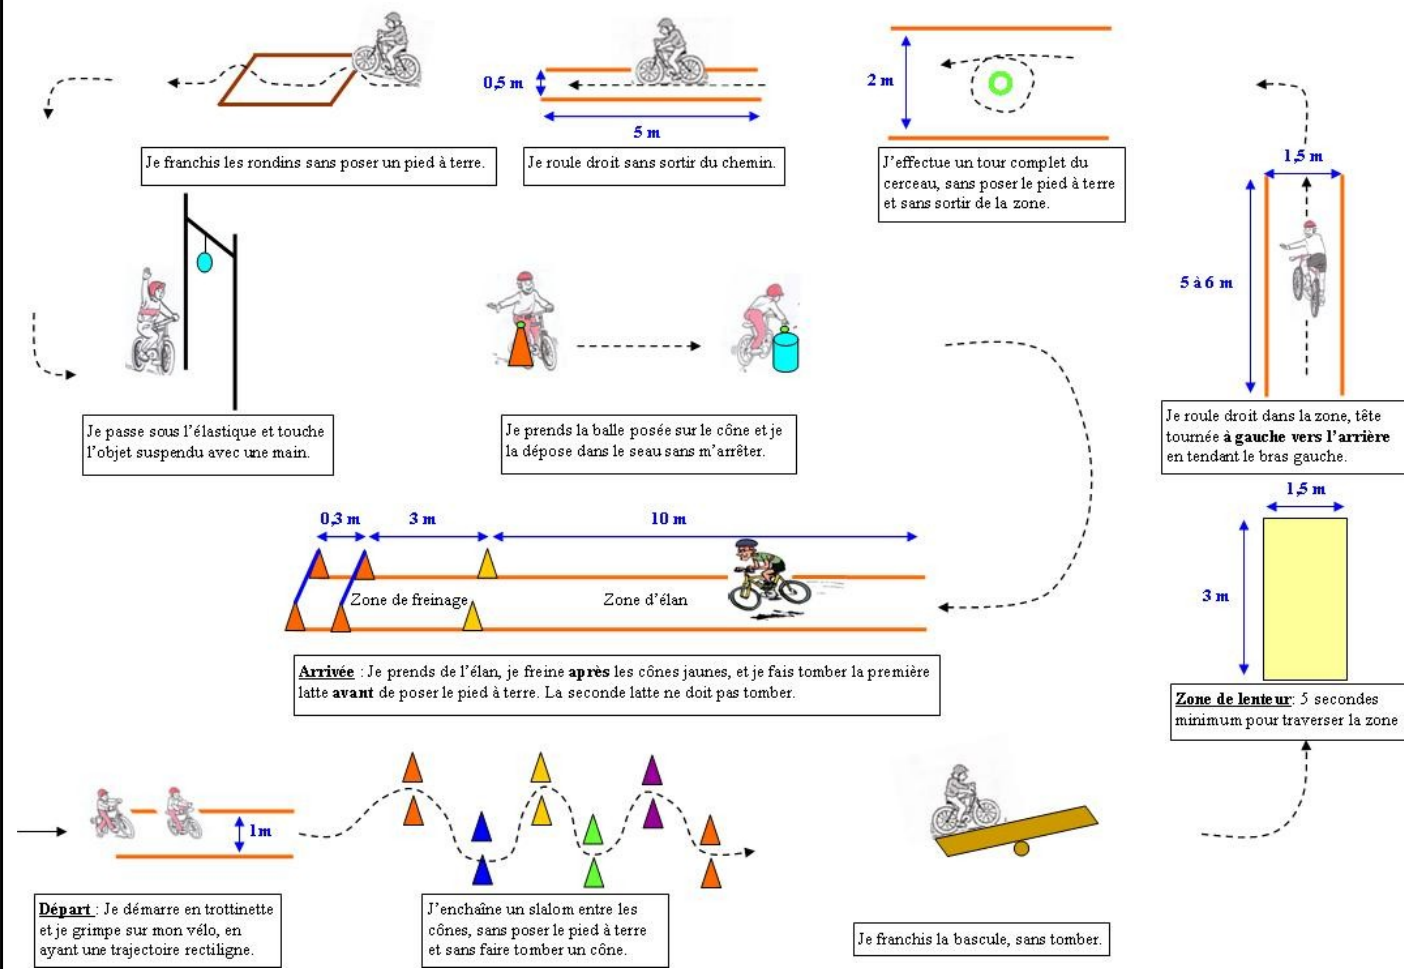 0,5 m
5 m
2 m
Je franchis les rondins sans poser un pied à terre.
Je roule droit sans sortir du chemin.
J'effectue un tour complet du
cerceau, sans poser le pied à terre
et sans sortir de la zone.
1,5 m
5 à 6 m
Je passe sous l'élastique et touche
l'objet suspendu avec une main.
Je prends la balle posée sur le cône et je
la dépose dans le seau sans m'arrêter.
Je roule droit dans la zone, tête
tournée à gauche vers l'arrière
en tendant le bras gauche.
0,3 m
3 m
10 m
Zone de freinage
Zone d'élan
Arrivée : Je prends de l'élan, je freine après les cônes jaunes, et je fais tomber la première
latte avant de poser le pied à terre. La seconde latte ne doit pas tomber.
1,5 m
3 m
Zone de lenteur: 5 secondes
minimum pour traverser la zone
1m
Départ : Je démarre en trottinette
et je grimpe sur mon vélo, en
ayant une trajectoire rectiligne.
J'enchaîne un slalom entre les
cônes, sans poser le pied à terre
et sans faire tomber un cône.
Je franchis la bascule, sans tomber.